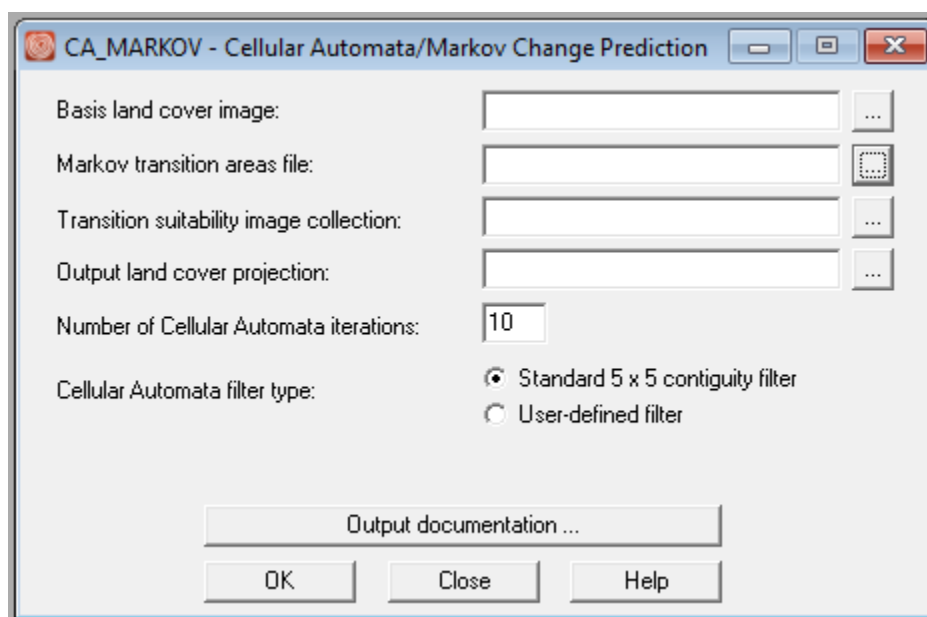 CA_MARKOV - Cellular Automata/Markov Change Prediction
Basis land cover image:
...
Markov transition areas file:
...
Transition suitability image collection:
...
Output land cover projection:
...
Number of Cellular Automata iterations:
10
Cellular Automata filter type:
Standard 5 x 5 contiguity filter
User-defined filter
Output documentation ...
OK Close Help